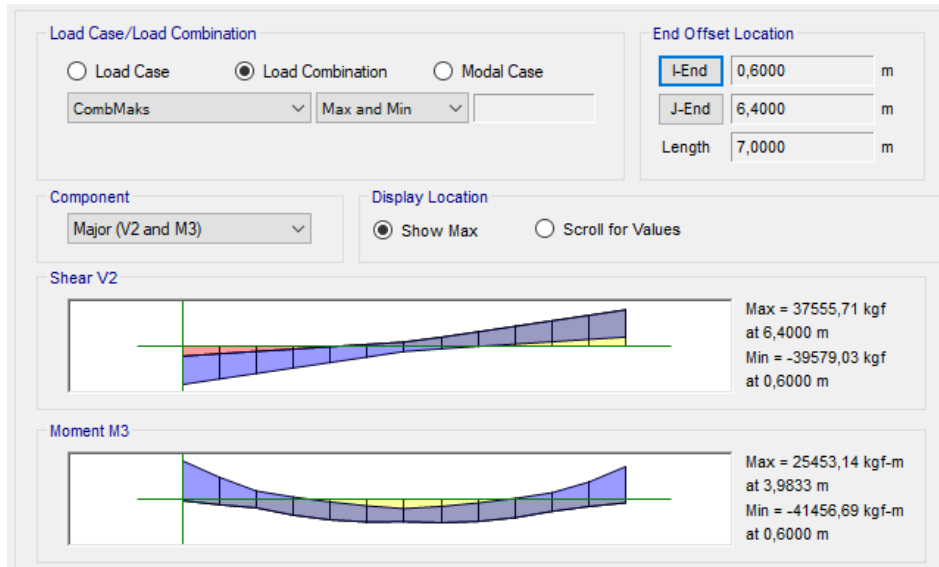 Load Case/Load Combination
Load Case
Load Combination
Modal Case
CombMaks
Max and Min
End Offset Location
I-End 0,6000 m
J-End 6,4000 m
Length 7,0000 m
Component
Major (V2 and M3)
Display Location
Show Max
Scroll for Values
Shear V2
Max = 37555,71 kgf
at 6,4000 m
Min = -39579,03 kgf
at 0,6000 m
Moment M3
Max = 25453,14 kgf-m
at 3,9833 m
Min = -41456,69 kgf-m
at 0,6000 m